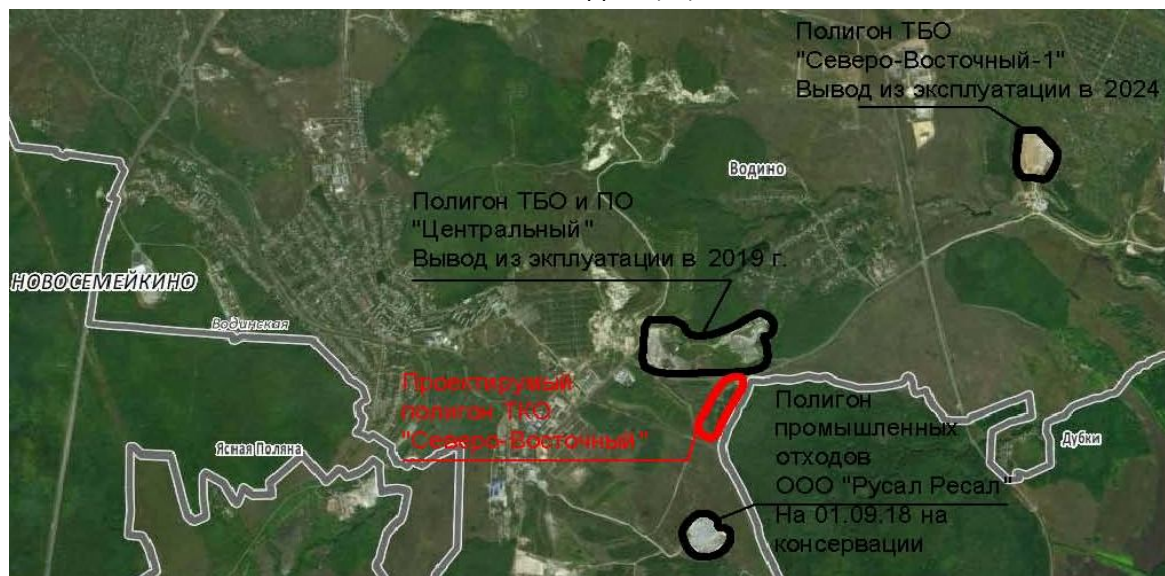 Полигон ТБО
"Северо-Восточный-1"
Вывод из эксплуатации в 2024
Водино
Полигон ТБО и ПО
"Центральный"
Вывод из экплуатации в 2019 г.
НОВОСЕМЕЙКИНО
Водинская
Проектирумый
полигон ТКО
"Северо-Восточный"
Ясная Поляна
Полигон
промышленных
отходов
ООО "Русал Ресал"
На 01.09.18 на
консервации
Дубки